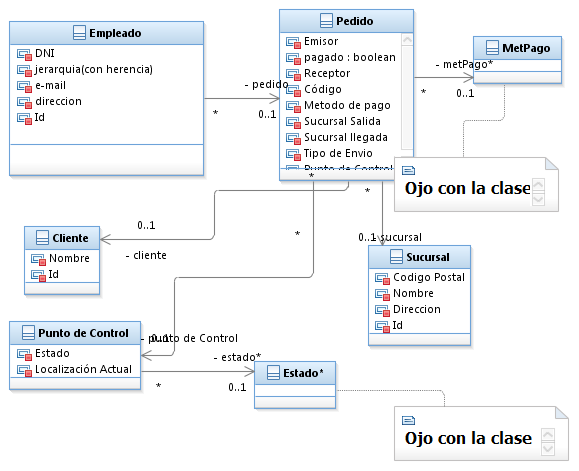 Empleado
DNI
jerarquia(con herencia)
e-mail
direccion
Id
Pedido
Emisor
pagado : boolean
Receptor
Código
Metodo de pago
Sucursal Salida
Sucursal llegada
Tipo de Envio
Punto de Control
MetPago
- pedido
*
0..1
- metPago*
*
0..1
Ojo con la clase
*
*
*
0..1
- cliente
0..1
- sucursal
Cliente
Nombre
Id
Sucursal
Codigo Postal
Nombre
Direccion
Id
Punto de Control
Estado
Localización Actual
0..1
- punto de Control
- estado*
*
0..1
Estado*
Ojo con la clase